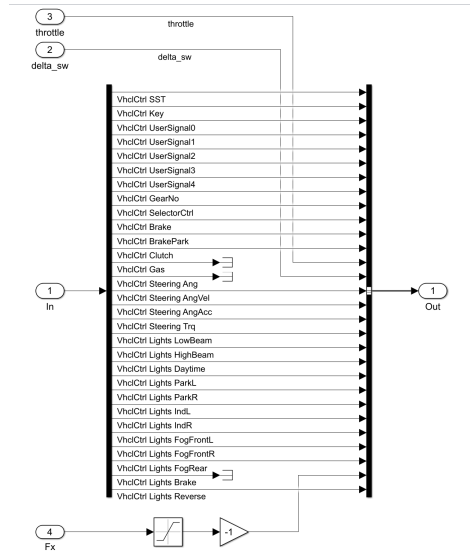 3
throttle
throttle
2
delta_sw
delta_sw
VhclCtrl SST
VhclCtrl Key
VhclCtrl UserSignal0
VhclCtrl UserSignal1
VhclCtrl UserSignal2
VhclCtrl UserSignal3
VhclCtrl UserSignal4
VhclCtrl GearNo
VhclCtrl SelectorCtrl
VhclCtrl Brake
VhclCtrl BrakePark
VhclCtrl Clutch
VhclCtrl Gas
VhclCtrl Steering Ang
1
In
1
Out
VhclCtrl Steering AngVel
VhclCtrl Steering AngAcc
VhclCtrl Steering Trq
VhclCtrl Lights LowBeam
VhclCtrl Lights HighBeam
VhclCtrl Lights Daytime
VhclCtrl Lights ParkL
VhclCtrl Lights ParkR
VhclCtrl Lights IndL
VhclCtrl Lights IndR
VhclCtrl Lights FogFrontL
VhclCtrl Lights FogFrontR
VhclCtrl Lights FogRear
VhclCtrl Lights Brake
VhclCtrl Lights Reverse
4
Fx
-1